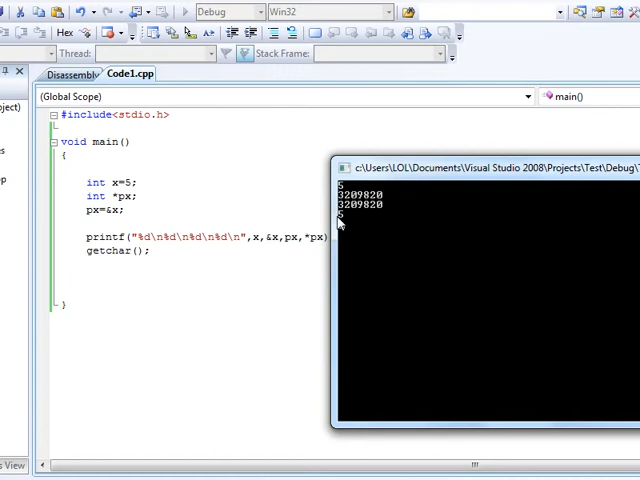 Debug
Win32
Hex
Thread:
Stack Frame:
Disassembly
Code1.cpp
oject)
(Global Scope)
main()
#include<stdio.h>
void main()
{
int x=5;
int *px;
px=&x;
printf("%d\n%d\n%d\n%d\n",x,&x,px,*px)
getchar();
}
c:\Users\LOL\Documents\Visual Studio 2008\Projects\Test\Debug\
5
3209820
3209820
5
s View